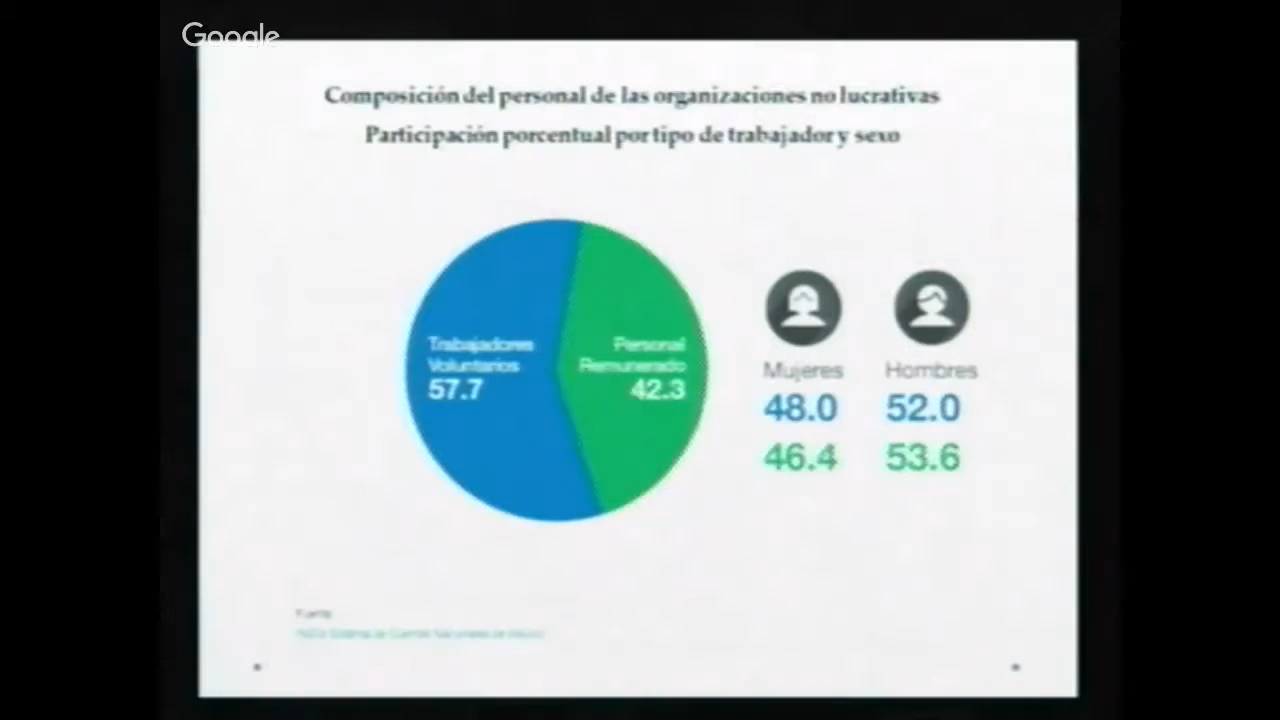 Google
Composición del personal de las organizaciones no lucrativas
Participación porcentual por tipo de trabajador y sexo
Trabajadores
Voluntarios
57.7
Personal
Remunerado
42.3
Mujeres
Hombres
48.0
52.0
46.4
53.6
Fuente